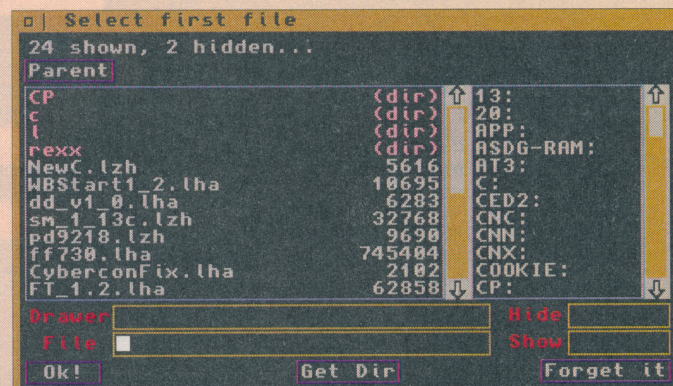 Select first file
24 shown, 2 hidden...
Parent
CP (dir)
c (dir)
l (dir)
rexx (dir)
NewC.lzh 5616
WBStart1_2.lha 10695
dd_v1_0.lha 6283
sm_1_13c.lzh 32768
pd9218.lzh 9690
ff730.lha 745404
CyberconFix.lha 2102
FT_1.2.lha 62858
13:
20:
APP:
ASDG-RAM:
AT3:
C:
CED2:
CNC:
CNN:
CNX:
COOKIE:
CP:
Drawer
Hide
File
Show
Ok! Get Dir Forget it